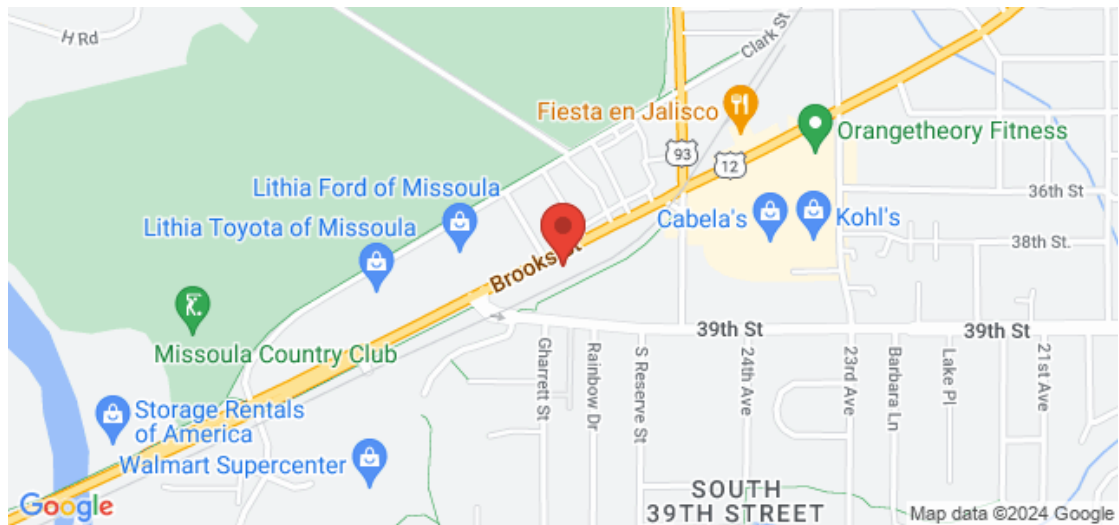 H Rd
Clark St
Fiesta en Jalisco
Orangetheory Fitness
93
12
Lithia Ford of Missoula
36th St
Lithia Toyota of Missoula
Cabela's
Kohl's
38th St.
Brooks St
39th St
39th St
Missoula Country Club
Gharrett St
Rainbow Dr
S Reserve St
24th Ave
23rd Ave
Barbara Ln
Lake Pl
21st Ave
Storage Rentals
of America
Walmart Supercenter
SOUTH
39TH STREET
Google
Map data ©2024 Google